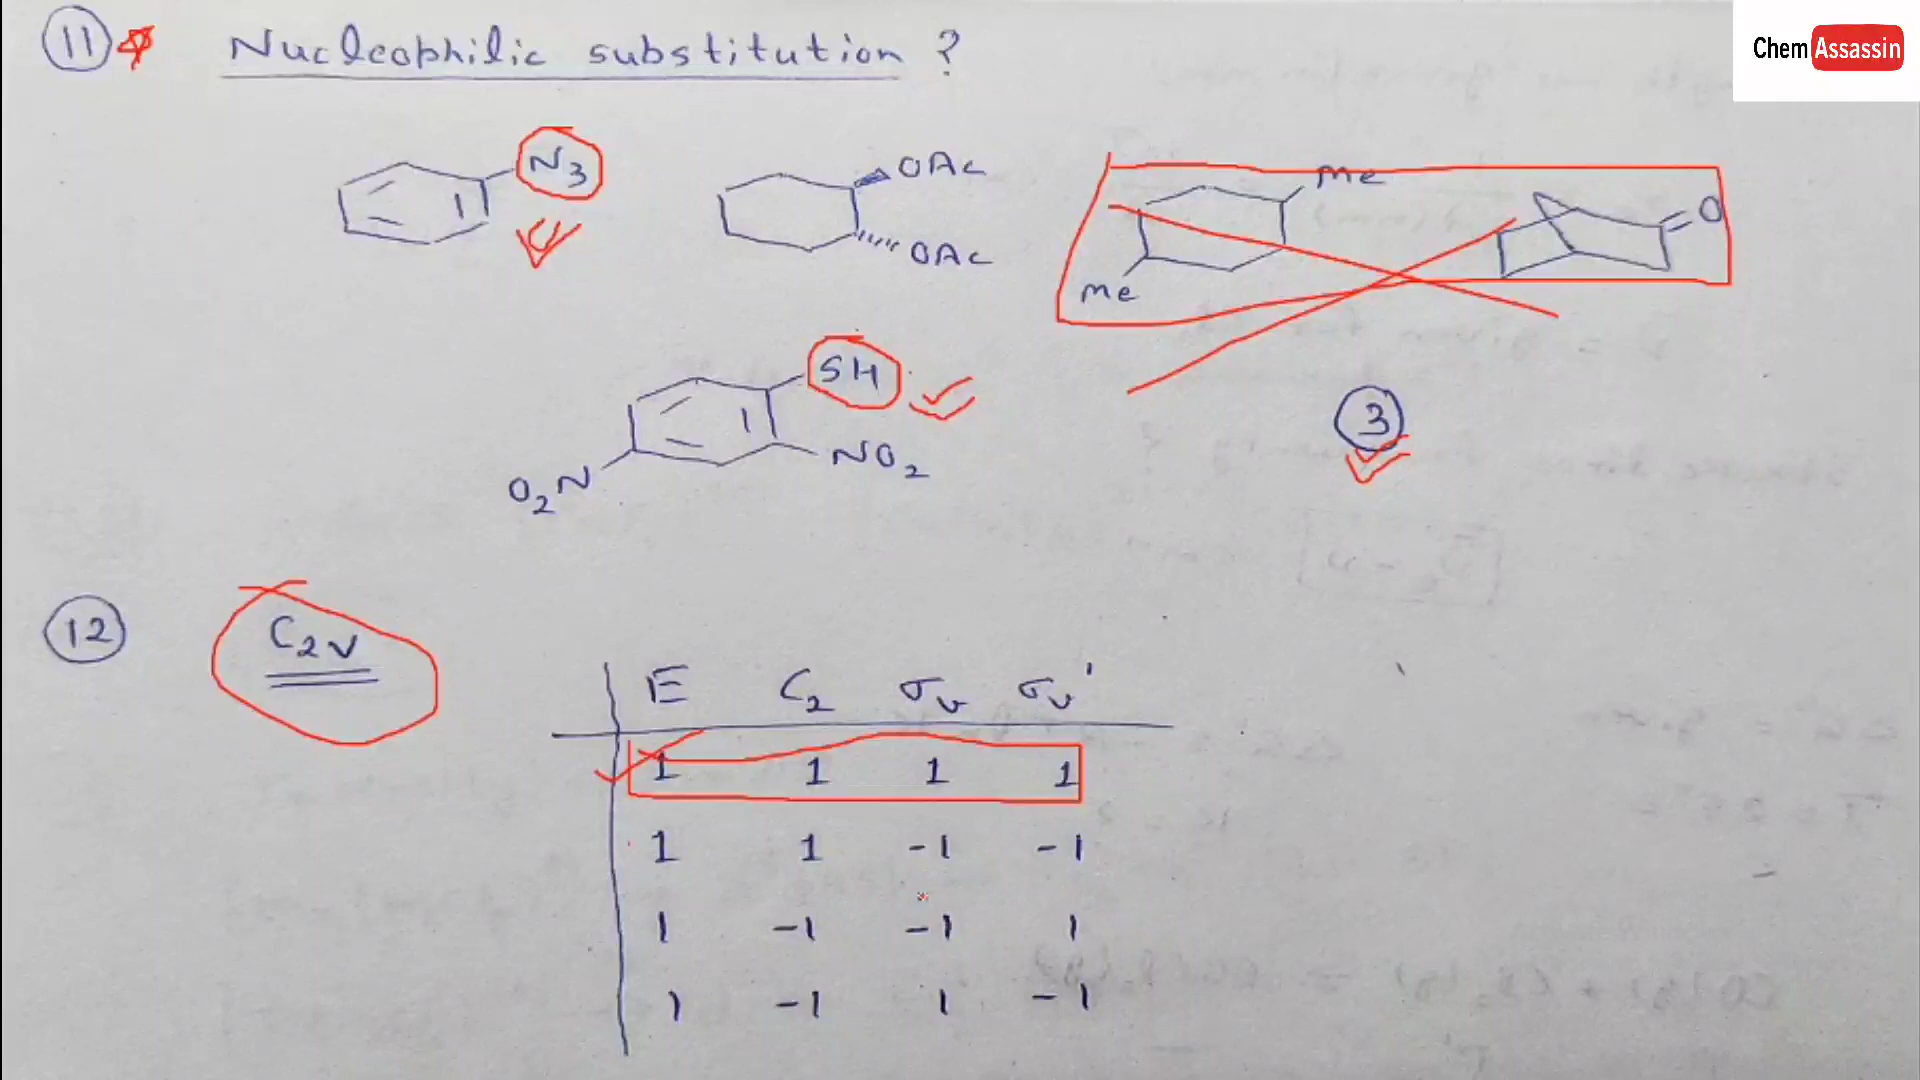 Chem Assassin
11 Nucleophilic substitution ?
N3
OAc
OAc
Me
Me
O
SH
NO2
O2N
3
12 C2v
E C2 σv σv'
1 1 1 1
1 1 -1 -1
1 -1 -1 1
1 -1 1 -1